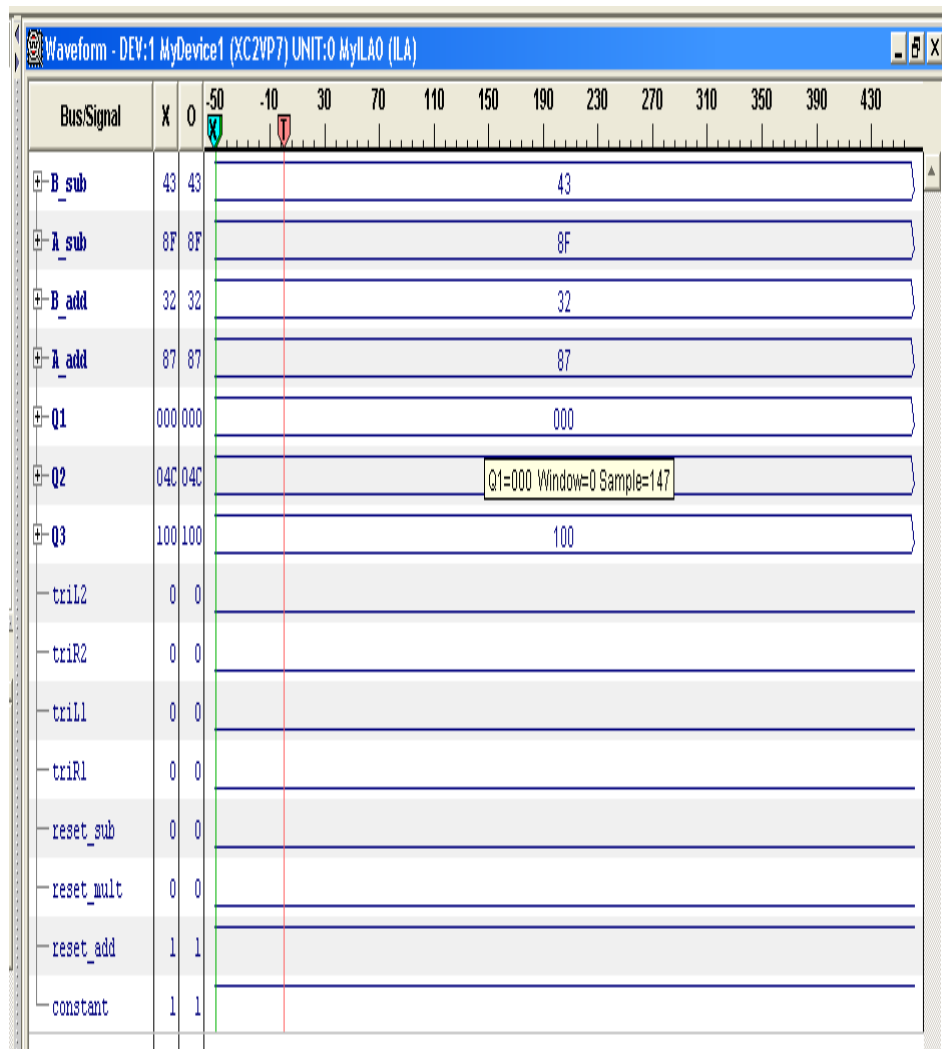 Waveform - DEV:1 MyDevice1 (XC2VP7) UNIT:0 MyILA0 (ILA)
Bus/Signal X O -50 -10 30 70 110 150 190 230 270 310 350 390 430
X T
B_sub 43 43 43
A_sub 8F 8F 8F
B_add 32 32 32
A_add 87 87 87
Q1 000 000 000
Q2 04C 04C
Q1=000 Window=0 Sample=147
Q3 100 100 100
triL2 0 0
triR2 0 0
triL1 0 0
triR1 0 0
reset_sub 0 0
reset_mult 0 0
reset_add 1 1
constant 1 1